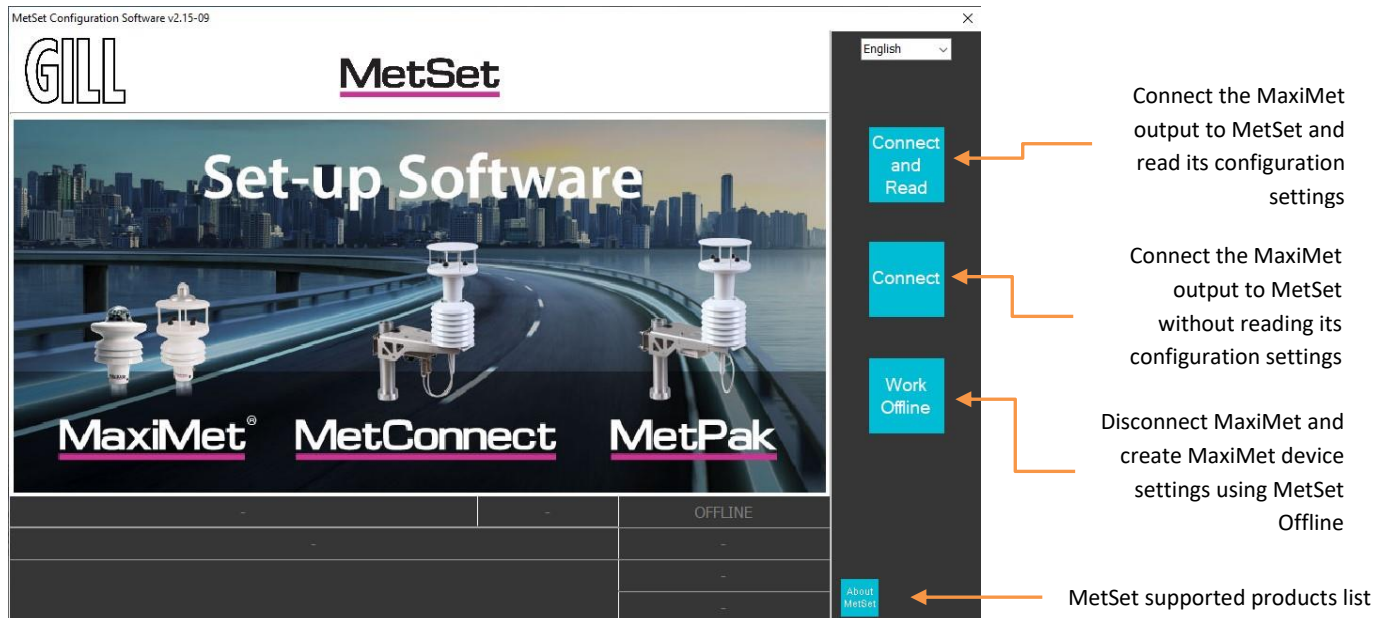 MetSet Configuration Software v2.15-09
GILL
MetSet
English
Set-up Software
MaxiMet®
MetConnect
MetPak
-
-
OFFLINE
-
-
-
-
Connect
and
Read
Connect
Work
Offline
About
MetSet
Connect the MaxiMet
output to MetSet and
read its configuration
settings
Connect the MaxiMet
output to MetSet
without reading its
configuration settings
Disconnect MaxiMet and
create MaxiMet device
settings using MetSet
Offline
MetSet supported products list